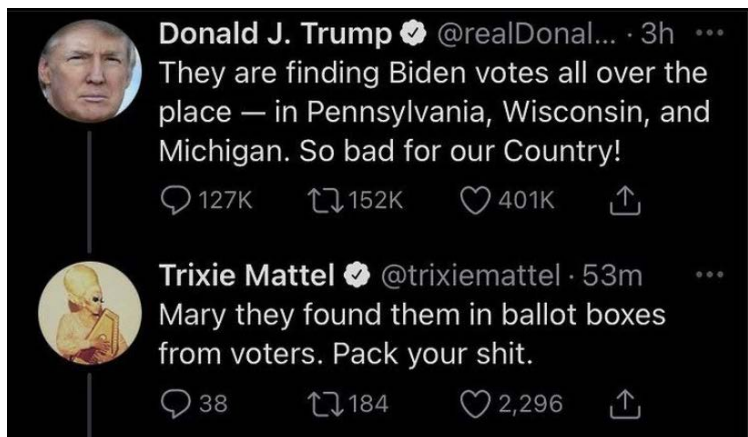 Donald J. Trump @realDonal... · 3h
They are finding Biden votes all over the
place — in Pennsylvania, Wisconsin, and
Michigan. So bad for our Country!
127K 152K 401K
Trixie Mattel @trixiemattel · 53m
Mary they found them in ballot boxes
from voters. Pack your shit.
38 184 2,296